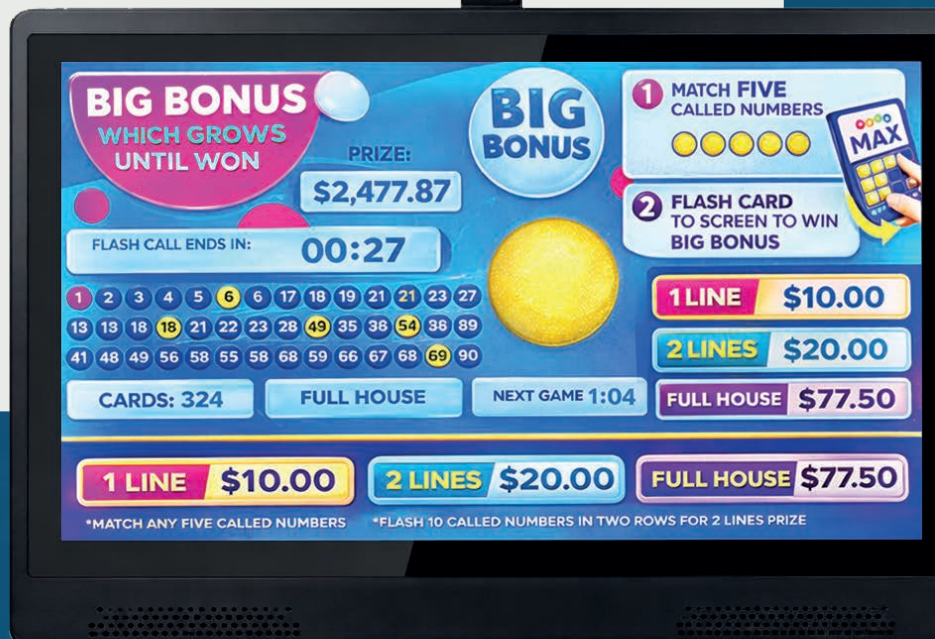 BIG BONUS
WHICH GROWS
UNTIL WON
PRIZE:
$2,477.87
BIG
BONUS
1 MATCH FIVE
CALLED NUMBERS
MAX
2 FLASH CARD
TO SCREEN TO WIN
BIG BONUS
FLASH CALL ENDS IN: 00:27
1 2 3 4 5 6 6 17 18 19 21 21 23 27
13 13 18 18 21 22 23 28 49 35 38 54 38 89
41 48 49 56 58 55 58 68 59 66 67 68 69 90
1 LINE $10.00
2 LINES $20.00
FULL HOUSE $77.50
CARDS: 324
FULL HOUSE
NEXT GAME 1:04
1 LINE $10.00
2 LINES $20.00
FULL HOUSE $77.50
*MATCH ANY FIVE CALLED NUMBERS
*FLASH 10 CALLED NUMBERS IN TWO ROWS FOR 2 LINES PRIZE